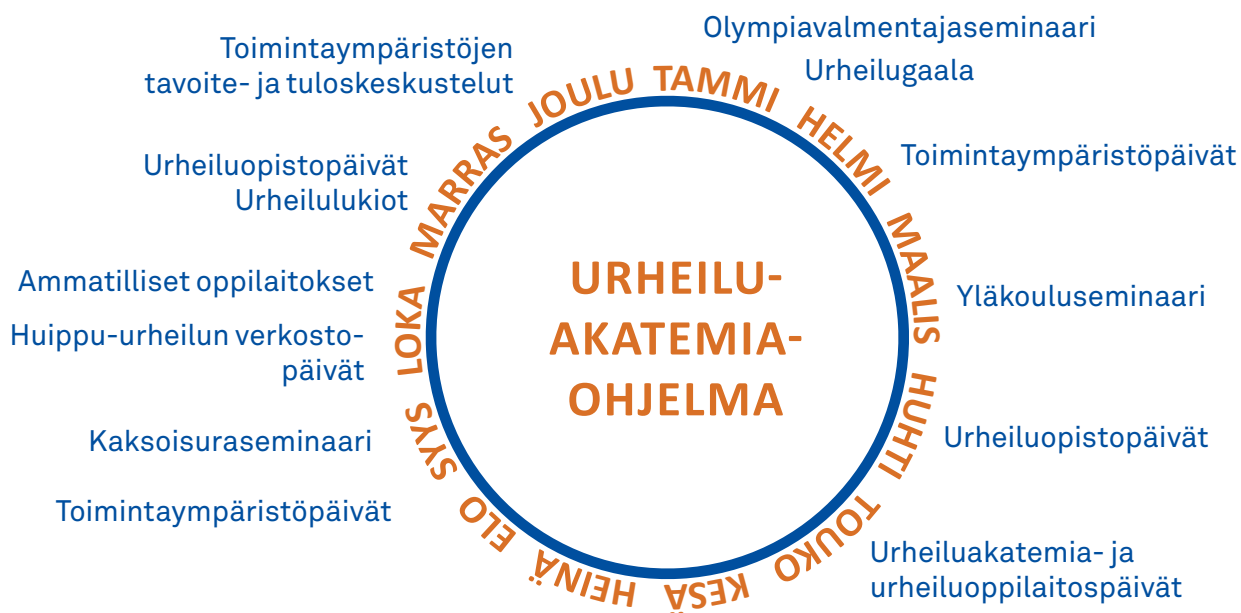 Olympiavalmentajaseminaari
Urheilugaala
Toimintaympäristöpäivät
Yläkouluseminaari
Urheiluopistopäivät
Urheiluakatemia- ja
urheiluoppilaitospäivät
Toimintaympäristöpäivät
Kaksoisuraseminaari
Huippu-urheilun verkosto-
päivät
Ammatilliset oppilaitokset
Urheiluopistopäivät
Urheilulukiot
Toimintaympäristöjen
tavoite- ja tuloskeskustelut
TAMMI HELMI MAALIS HUHTI TOUKO KESÄ HEINÄ ELO SYYS LOKA MARRAS JOULU
URHEILU-
AKATEMIA-
OHJELMA